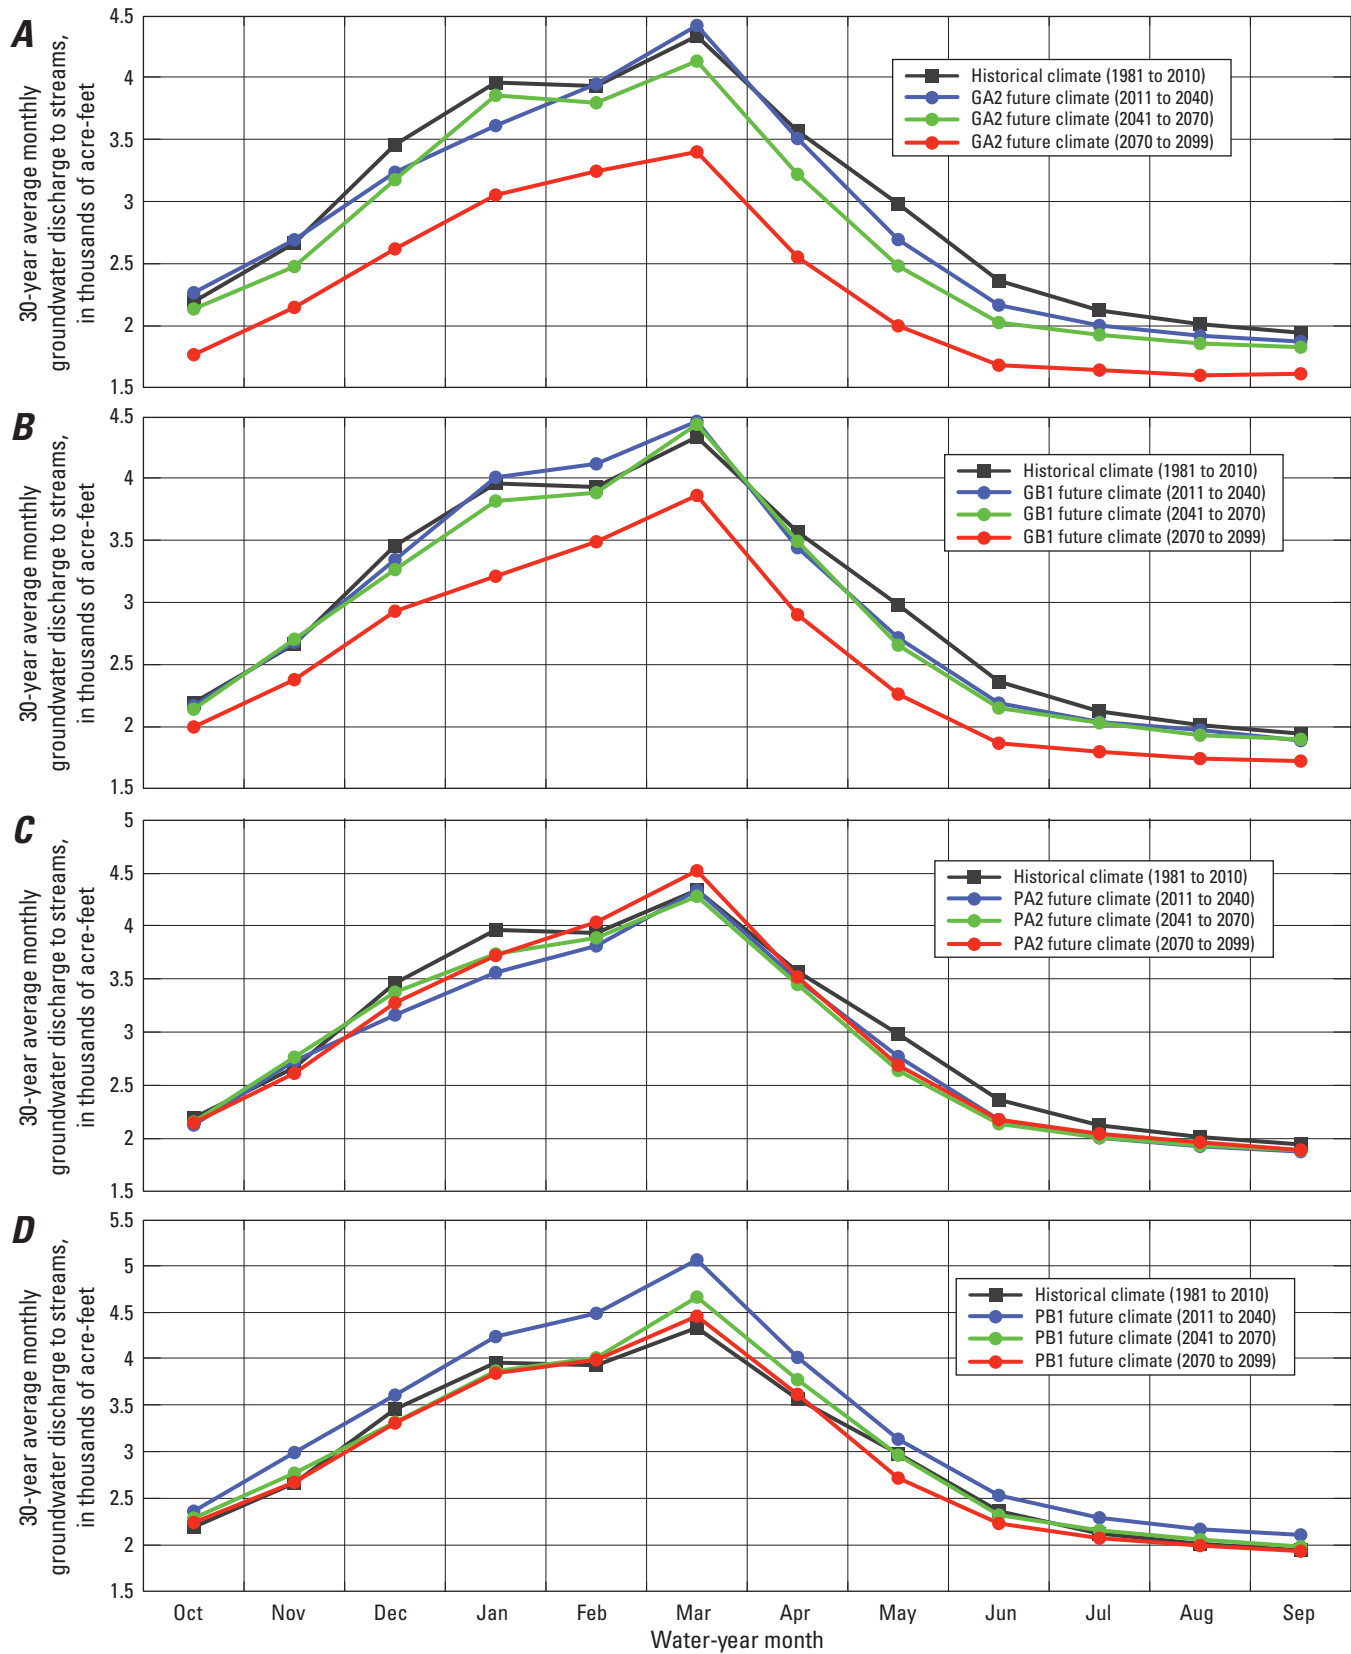 A
30-year average monthly
groundwater discharge to streams,
in thousands of acre-feet
4.5
4
3.5
3
2.5
2
1.5
Historical climate (1981 to 2010)
GA2 future climate (2011 to 2040)
GA2 future climate (2041 to 2070)
GA2 future climate (2070 to 2099)
B
30-year average monthly
groundwater discharge to streams,
in thousands of acre-feet
4.5
4
3.5
3
2.5
2
1.5
Historical climate (1981 to 2010)
GB1 future climate (2011 to 2040)
GB1 future climate (2041 to 2070)
GB1 future climate (2070 to 2099)
C
30-year average monthly
groundwater discharge to streams,
in thousands of acre-feet
5
4.5
4
3.5
3
2.5
2
1.5
Historical climate (1981 to 2010)
PA2 future climate (2011 to 2040)
PA2 future climate (2041 to 2070)
PA2 future climate (2070 to 2099)
D
30-year average monthly
groundwater discharge to streams,
in thousands of acre-feet
5.5
5
4.5
4
3.5
3
2.5
2
1.5
Historical climate (1981 to 2010)
PB1 future climate (2011 to 2040)
PB1 future climate (2041 to 2070)
PB1 future climate (2070 to 2099)
Oct Nov Dec Jan Feb Mar Apr May Jun Jul Aug Sep
Water-year month